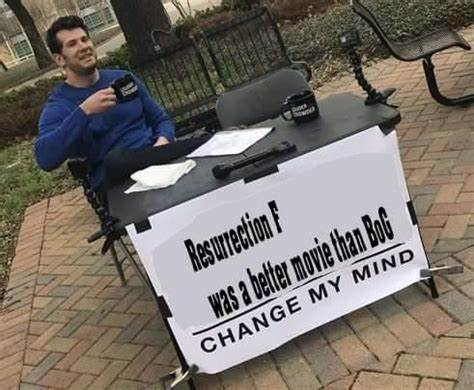 Resurrection F
was a better movie than BoG
CHANGE MY MIND